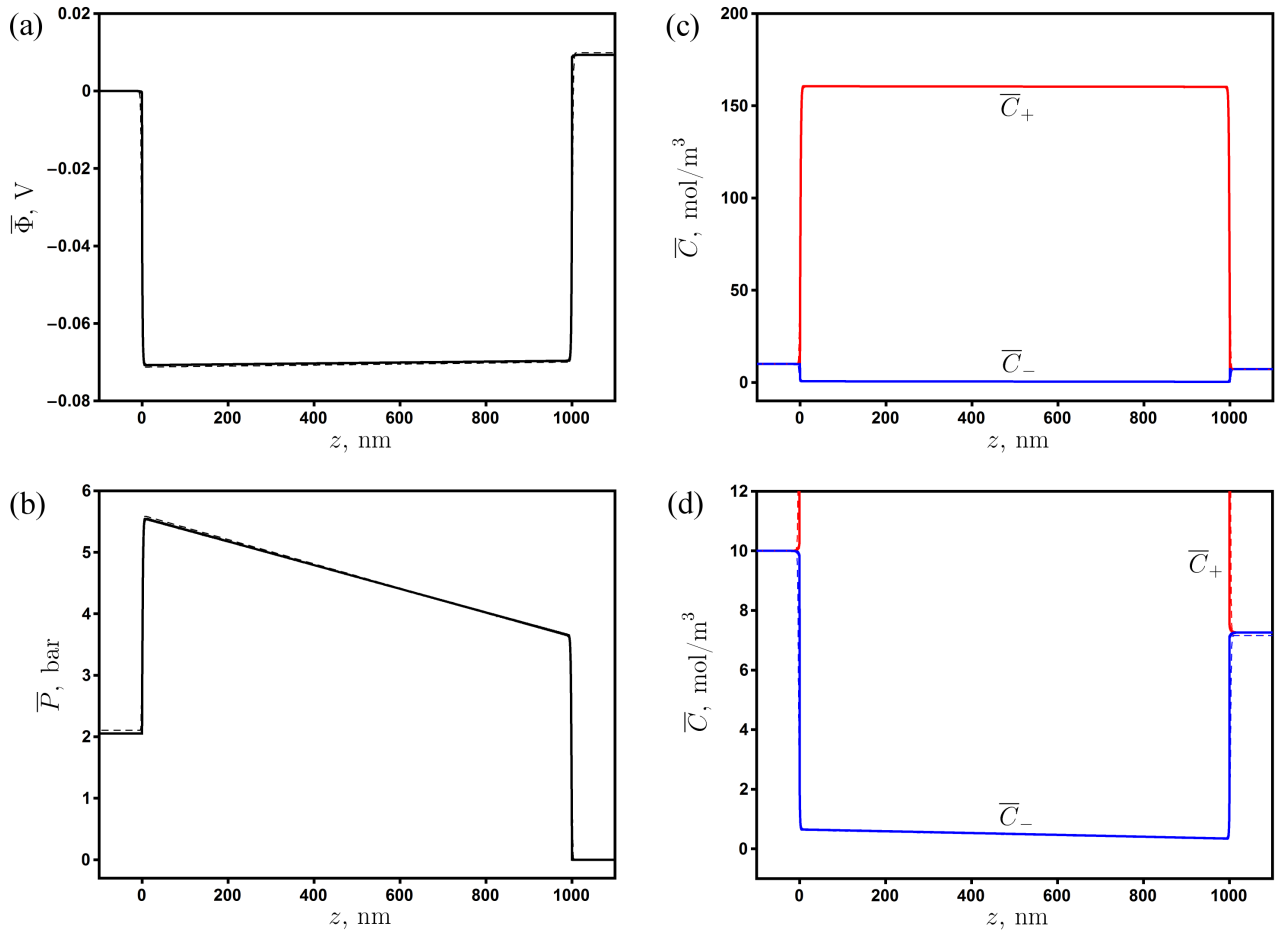 (a)
0.02
0
−0.02
−0.04
−0.06
−0.08
Φ̅, V
0 200 400 600 800 1000
z, nm
(c)
200
150
100
50
0
C̅, mol/m³
C̅₊
C̅₋
0 200 400 600 800 1000
z, nm
(b)
6
5
4
3
2
1
0
P̅, bar
0 200 400 600 800 1000
z, nm
(d)
12
10
8
6
4
2
0
C̅, mol/m³
C̅₊
C̅₋
0 200 400 600 800 1000
z, nm